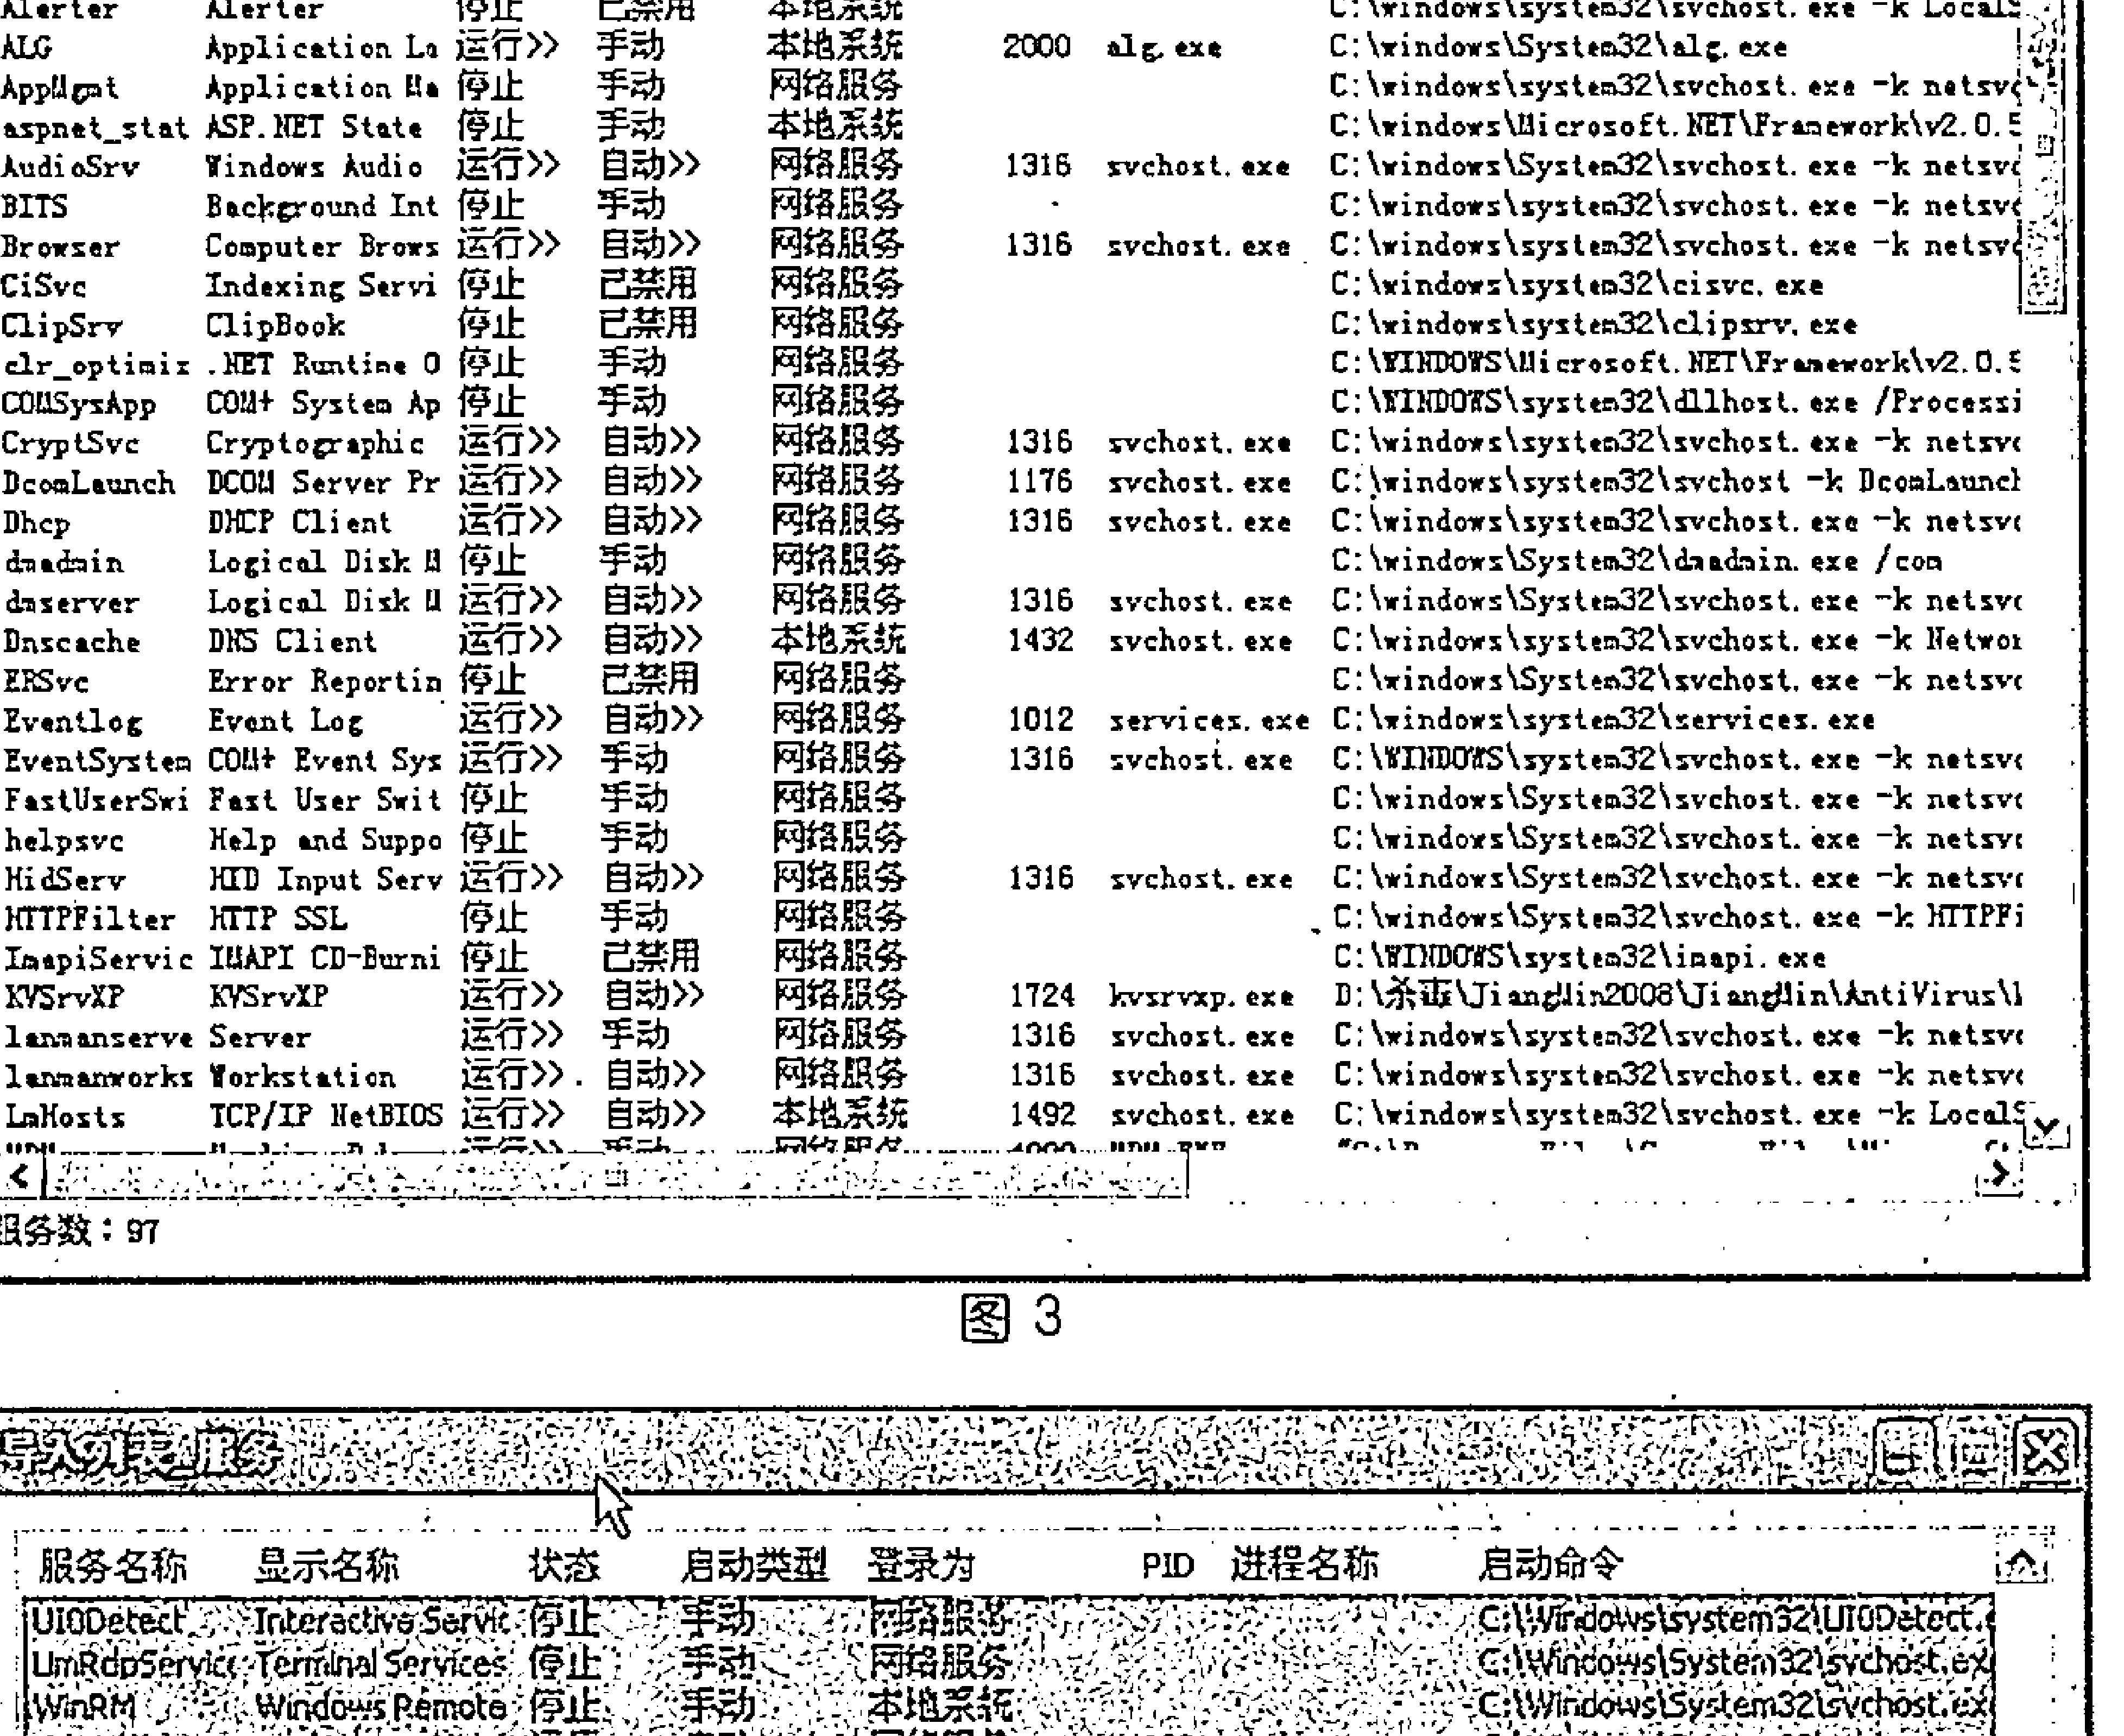 Alerter Alerter 停止 已禁用 本地系统 C:\windows\system32\svchost.exe -k LocalS
ALG Application La 运行>> 手动 本地系统 2000 alg.exe C:\windows\System32\alg.exe
AppMgmt Application Ma 停止 手动 网络服务 C:\windows\system32\svchost.exe -k netsvc
aspnet_stat ASP.NET State 停止 手动 本地系统 C:\windows\Microsoft.NET\Framework\v2.0.5
AudioSrv Windows Audio 运行>> 自动>> 网络服务 1316 svchost.exe C:\windows\System32\svchost.exe -k netsvc
BITS Background Int 停止 手动 网络服务 C:\windows\system32\svchost.exe -k netsvc
Browser Computer Brows 运行>> 自动>> 网络服务 1316 svchost.exe C:\windows\system32\svchost.exe -k netsvc
CiSvc Indexing Servi 停止 已禁用 网络服务 C:\windows\system32\cisvc.exe
ClipSrv ClipBook 停止 已禁用 网络服务 C:\windows\system32\clipsrv.exe
clr_optimiz .NET Runtime O 停止 手动 网络服务 C:\WINDOWS\Microsoft.NET\Framework\v2.0.5
COMSysApp COM+ System Ap 停止 手动 网络服务 C:\WINDOWS\system32\dllhost.exe /Processi
CryptSvc Cryptographic 运行>> 自动>> 网络服务 1316 svchost.exe C:\windows\system32\svchost.exe -k netsvc
DcomLaunch DCOM Server Pr 运行>> 自动>> 网络服务 1176 svchost.exe C:\windows\system32\svchost -k DcomLaunch
Dhcp DHCP Client 运行>> 自动>> 网络服务 1316 svchost.exe C:\windows\system32\svchost.exe -k netsvc
dmadmin Logical Disk M 停止 手动 网络服务 C:\windows\System32\dmadmin.exe /com
dmserver Logical Disk M 运行>> 自动>> 网络服务 1316 svchost.exe C:\windows\System32\svchost.exe -k netsvc
Dnscache DNS Client 运行>> 自动>> 本地系统 1432 svchost.exe C:\windows\system32\svchost.exe -k Networ
ERSvc Error Reportin 停止 已禁用 网络服务 C:\windows\System32\svchost.exe -k netsvc
Eventlog Event Log 运行>> 自动>> 网络服务 1012 services.exe C:\windows\system32\services.exe
EventSystem COM+ Event Sys 运行>> 手动 网络服务 1316 svchost.exe C:\WINDOWS\system32\svchost.exe -k netsvc
FastUserSwi Fast User Swit 停止 手动 网络服务 C:\windows\System32\svchost.exe -k netsvc
helpsvc Help and Suppo 停止 手动 网络服务 C:\windows\System32\svchost.exe -k netsvc
HidServ HID Input Serv 运行>> 自动>> 网络服务 1316 svchost.exe C:\windows\System32\svchost.exe -k netsvc
HTTPFilter HTTP SSL 停止 手动 网络服务 C:\windows\System32\svchost.exe -k HTTPFi
ImapiServic IMAPI CD-Burni 停止 已禁用 网络服务 C:\WINDOWS\system32\imapi.exe
KVSrvXP KVSrvXP 运行>> 自动>> 网络服务 1724 kvsrvxp.exe D:\杀毒\JiangMin2008\JiangMin\AntiVirus\
lanmanserve Server 运行>> 手动 网络服务 1316 svchost.exe C:\windows\system32\svchost.exe -k netsvc
lanmanworks Workstation 运行>> 自动>> 网络服务 1316 svchost.exe C:\windows\system32\svchost.exe -k netsvc
LmHosts TCP/IP NetBIOS 运行>> 自动>> 本地系统 1492 svchost.exe C:\windows\system32\svchost.exe -k LocalS
服务数：97
图 3
导入列表:服务
服务名称 显示名称 状态 启动类型 登录为 PID 进程名称 启动命令
UI0Detect Interactive Servic 停止 手动 网络服务 C:\Windows\system32\UI0Detect.e
UmRdpService Terminal Services 停止 手动 网络服务 C:\Windows\System32\svchost.ex
WinRM Windows Remote 停止 手动 本地系统 C:\Windows\System32\svchost.ex